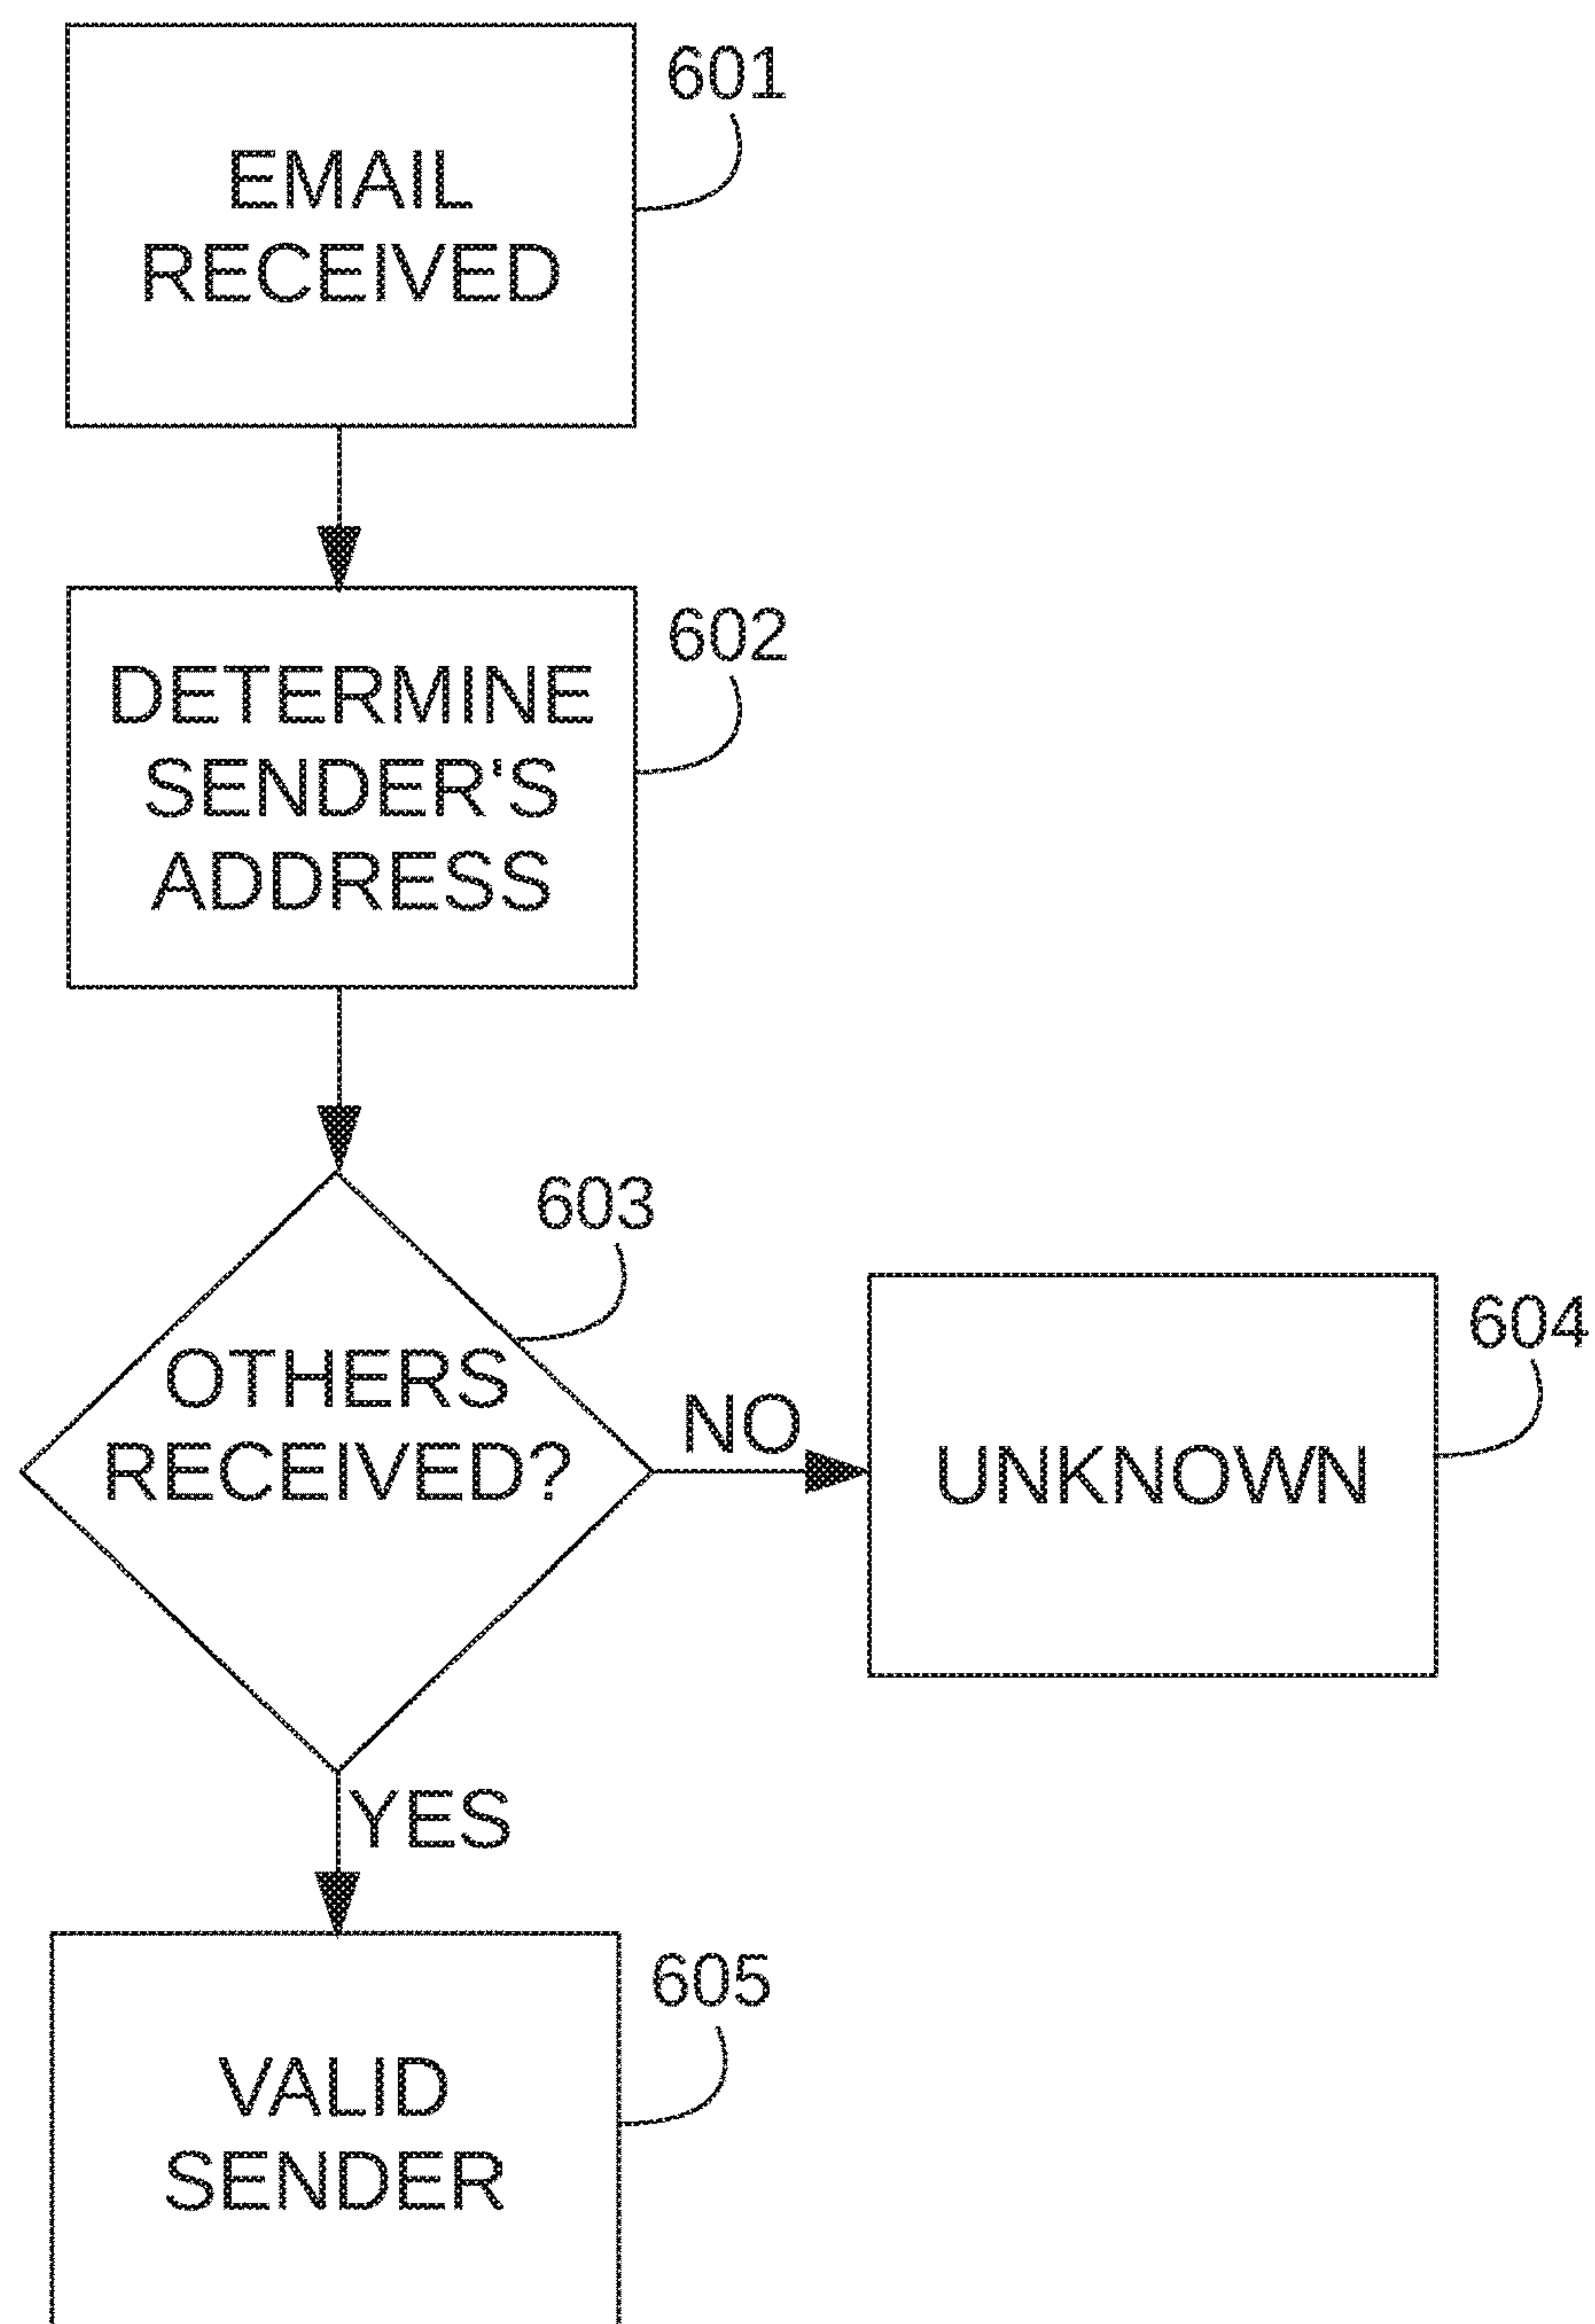 601
EMAIL
RECEIVED
602
DETERMINE
SENDER'S
ADDRESS
603
OTHERS
RECEIVED?
NO
604
UNKNOWN
YES
605
VALID
SENDER